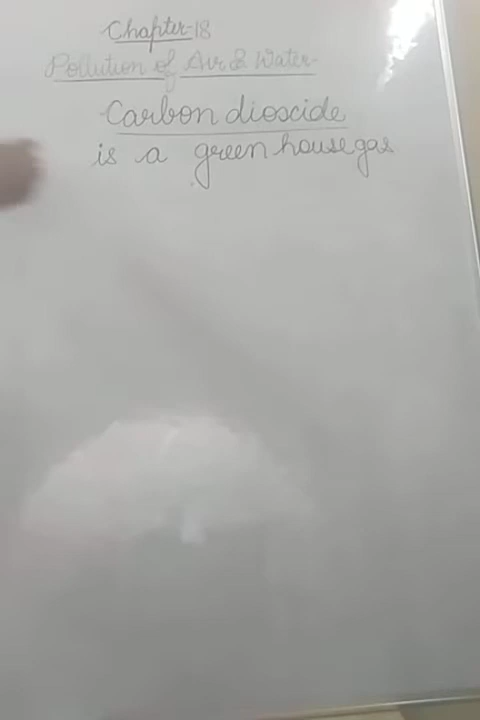 Chapter-18
Pollution of Air & Water-
Carbon dioxide
is a green house gas